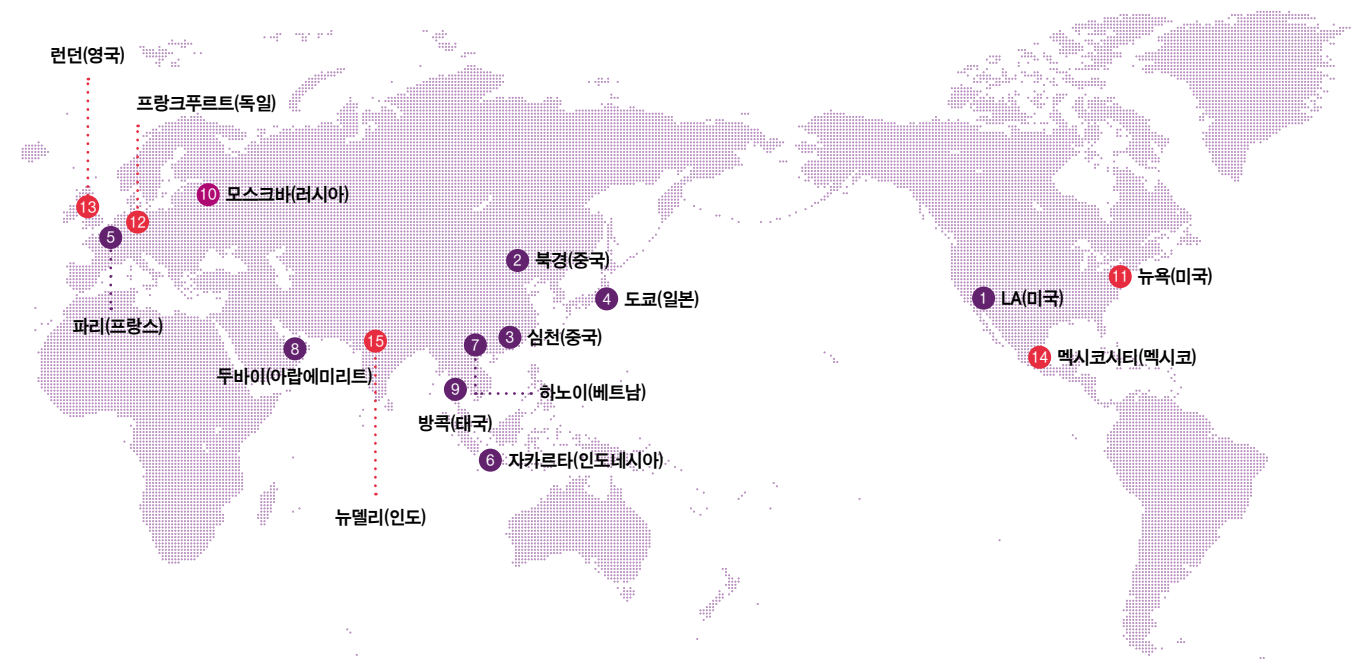 런던(영국)
프랑크푸르트(독일)
10 모스크바(러시아)
13
12
5
2 북경(중국)
11 뉴욕(미국)
4 도쿄(일본)
1 LA(미국)
파리(프랑스)
3 심천(중국)
15
7
8
14 멕시코시티(멕시코)
두바이(아랍에미리트)
9
하노이(베트남)
방콕(태국)
6 자카르타(인도네시아)
뉴델리(인도)